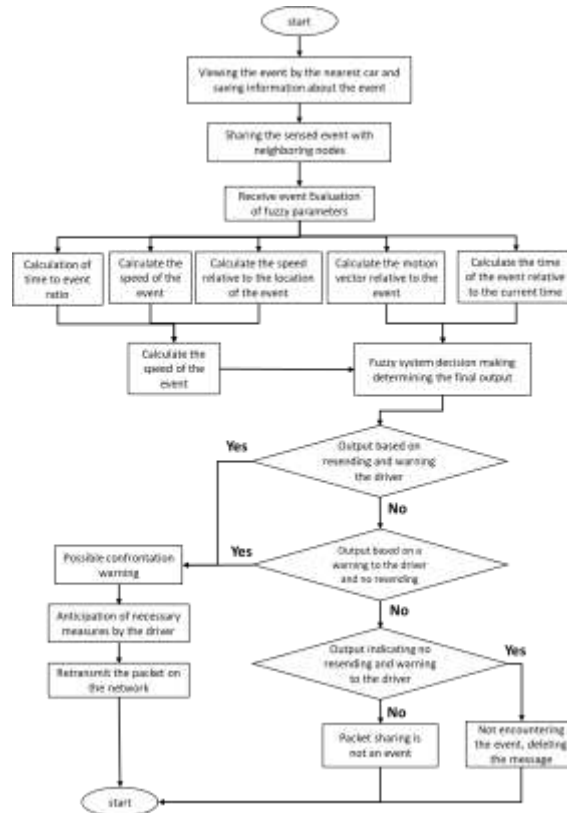 start
Viewing the event by the nearest car and
saving information about the event
Sharing the sensed event with
neighboring nodes
Receive event Evaluation
of fuzzy parameters
Calculation of
time to event
ratio
Calculate the
speed of the
event
Calculate the speed
relative to the location
of the event
Calculate the motion
vector relative to the
event
Calculate the time
of the event relative
to the current time
Calculate the
speed of the
event
Fuzzy system decision making
determining the final output
Yes
Output based on
resending and warning
the driver
No
Possible confrontation
warning
Yes
Output based on a
warning to the driver
and no resending
No
Anticipation of necessary
measures by the driver
Output indicating no
resending and warning
to the driver
Yes
Retransmit the packet on
the network
No
Packet sharing is
not an event
Not encountering
the event, deleting
the message
start